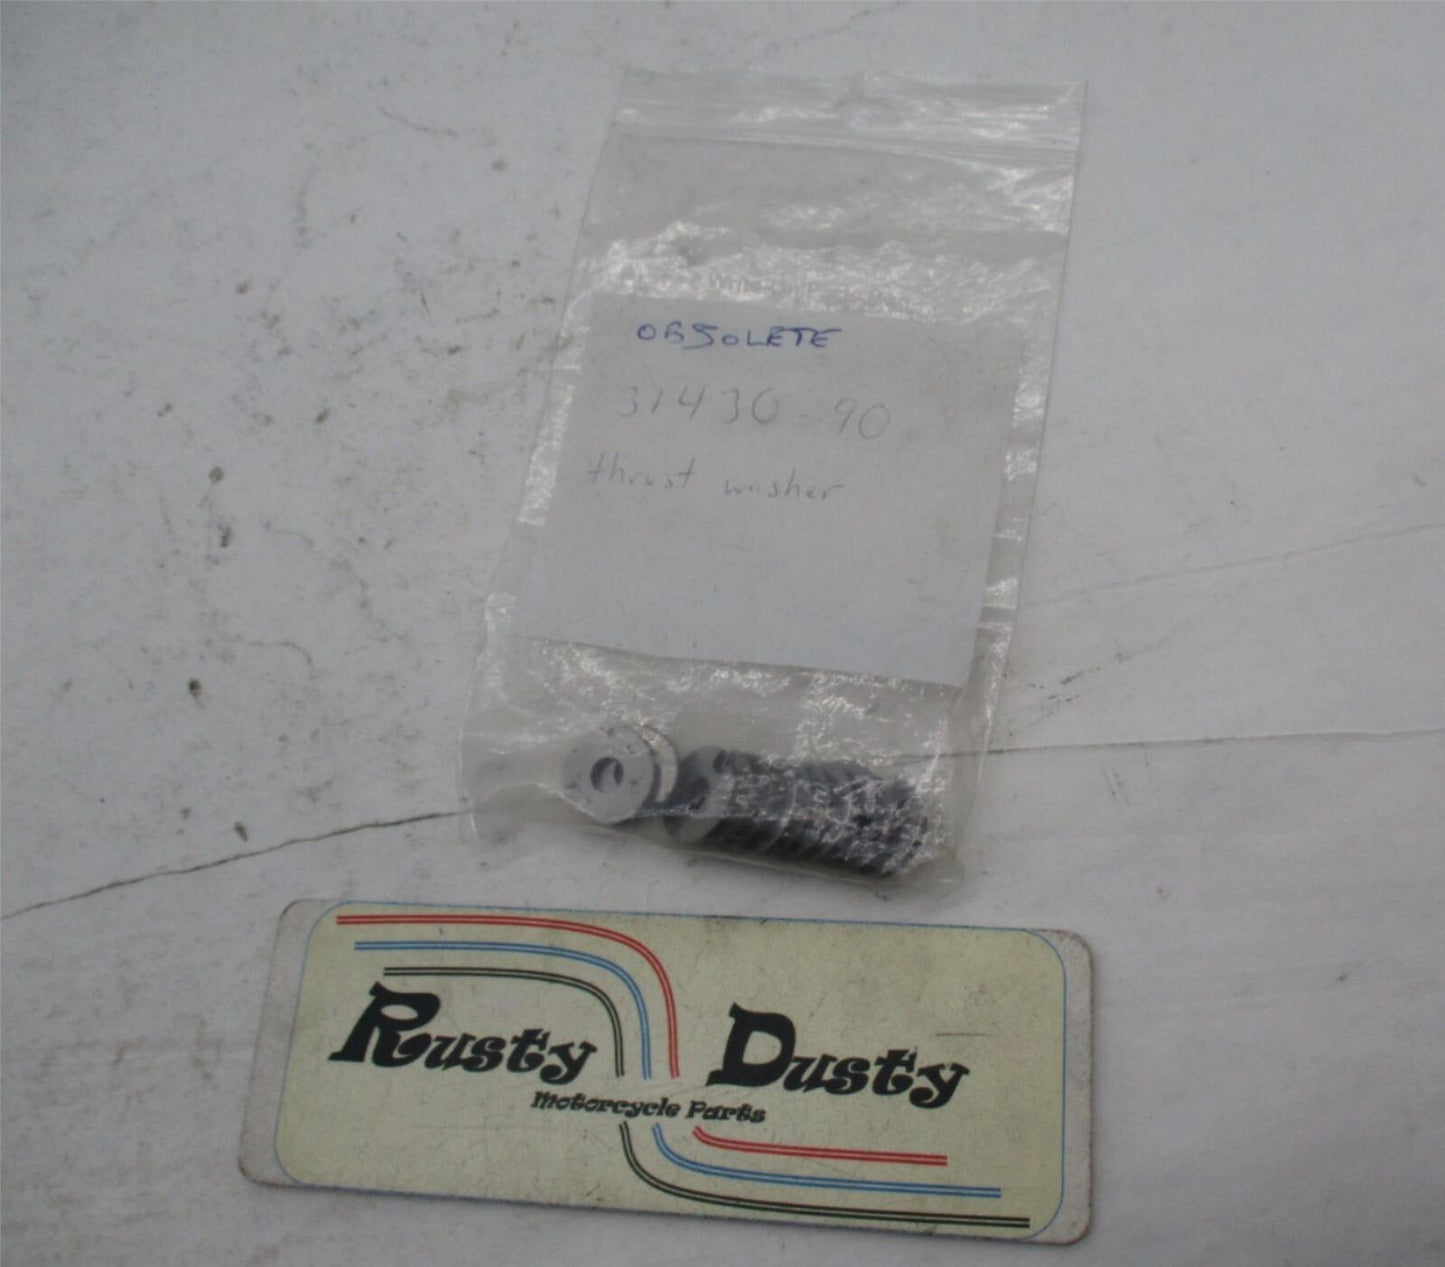 OBSOLETE
31430-90
thrust washer
Rusty Dusty
Motorcycle Parts